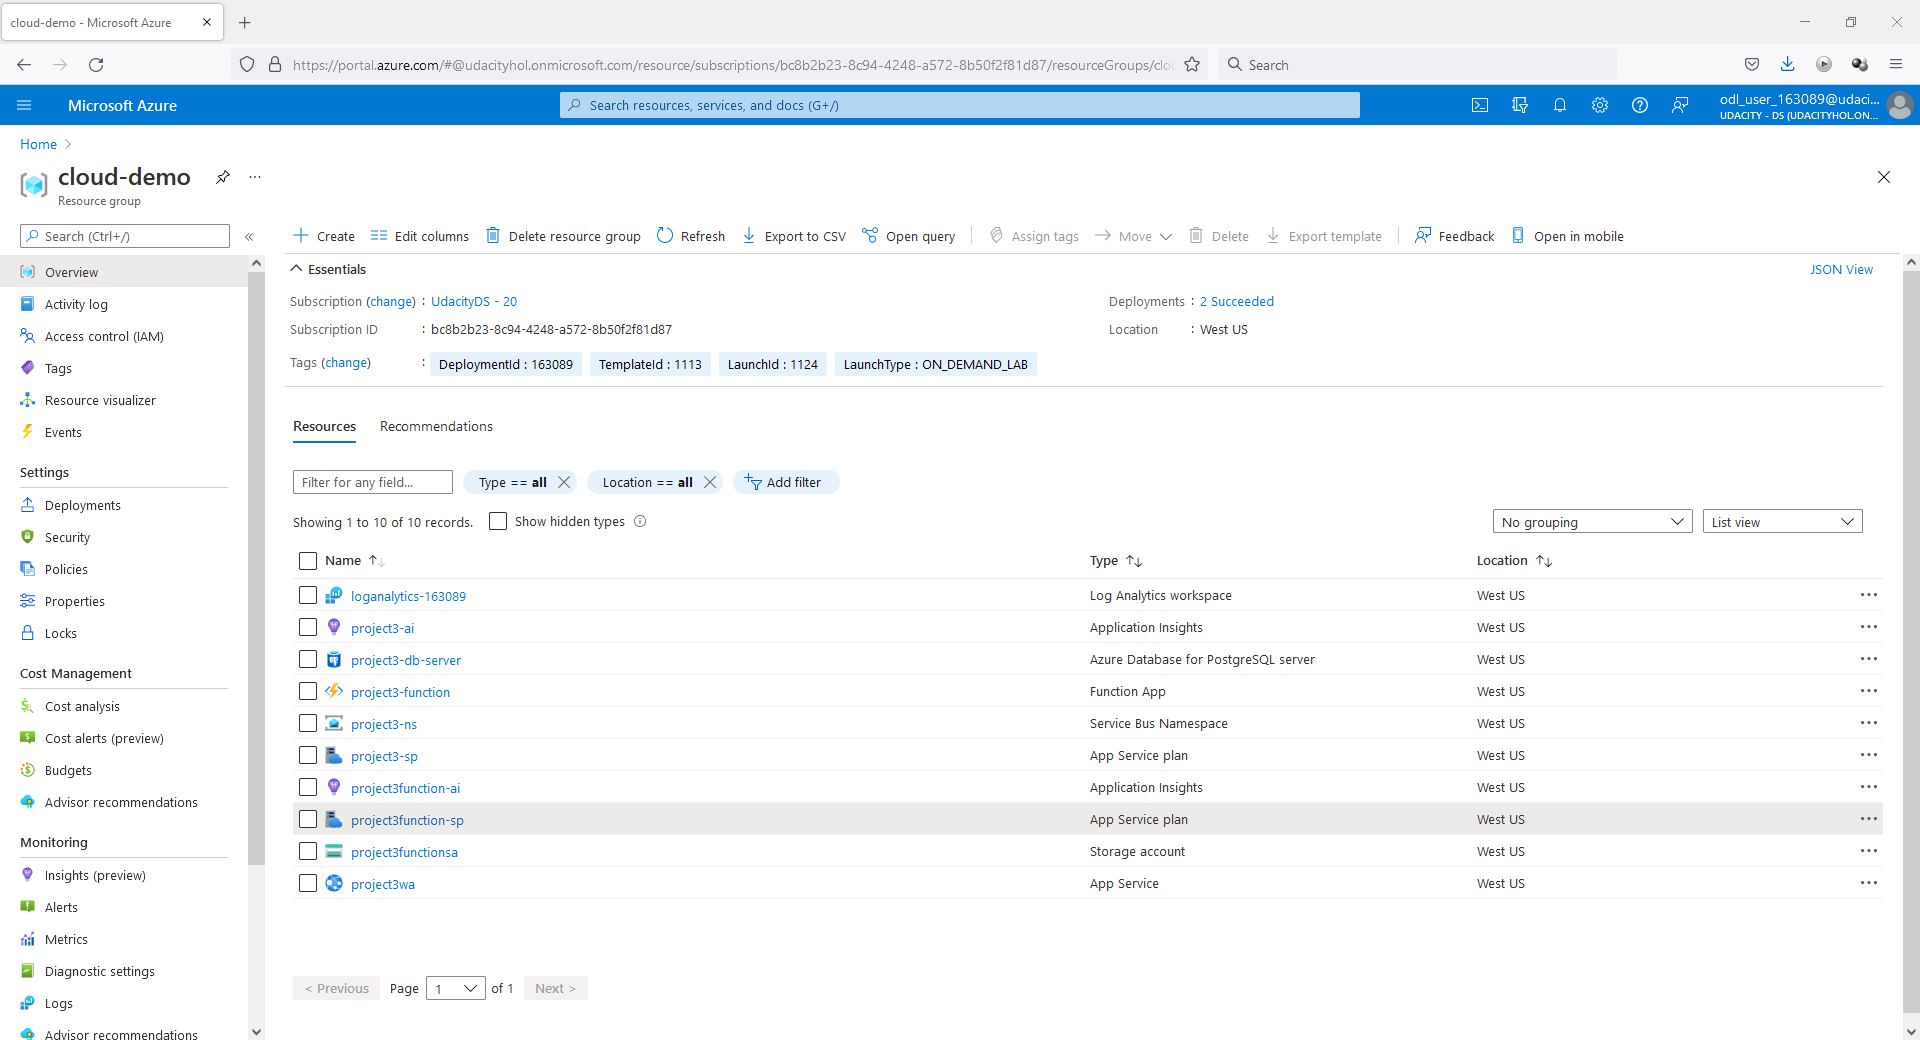 cloud-demo - Microsoft Azure
https://portal.azure.com/#@udacityhol.onmicrosoft.com/resource/subscriptions/bc8b2b23-8c94-4248-a572-8b50f2f81d87/resourceGroups/clou
Search
Microsoft Azure
Search resources, services, and docs (G+/)
odl_user_163089@udaci...
UDACITY - DS (UDACITYHOL.ON...
Home
cloud-demo
...
Resource group
Search (Ctrl+/)
«
Create
Edit columns
Delete resource group
Refresh
Export to CSV
Open query
Assign tags
Move
Delete
Export template
Feedback
Open in mobile
Overview
Activity log
Access control (IAM)
Tags
Resource visualizer
Events
Settings
Deployments
Security
Policies
Properties
Locks
Cost Management
Cost analysis
Cost alerts (preview)
Budgets
Advisor recommendations
Monitoring
Insights (preview)
Alerts
Metrics
Diagnostic settings
Logs
Advisor recommendations
Essentials
JSON View
Subscription (change) : UdacityDS - 20
Deployments : 2 Succeeded
Subscription ID : bc8b2b23-8c94-4248-a572-8b50f2f81d87
Location : West US
Tags (change) : DeploymentId : 163089 TemplateId : 1113 LaunchId : 1124 LaunchType : ON_DEMAND_LAB
Resources Recommendations
Filter for any field...
Type == all
Location == all
Add filter
Showing 1 to 10 of 10 records.
Show hidden types
No grouping
List view
Name Type Location
loganalytics-163089 Log Analytics workspace West US
project3-ai Application Insights West US
project3-db-server Azure Database for PostgreSQL server West US
project3-function Function App West US
project3-ns Service Bus Namespace West US
project3-sp App Service plan West US
project3function-ai Application Insights West US
project3function-sp App Service plan West US
project3functionsa Storage account West US
project3wa App Service West US
< Previous Page 1 of 1 Next >